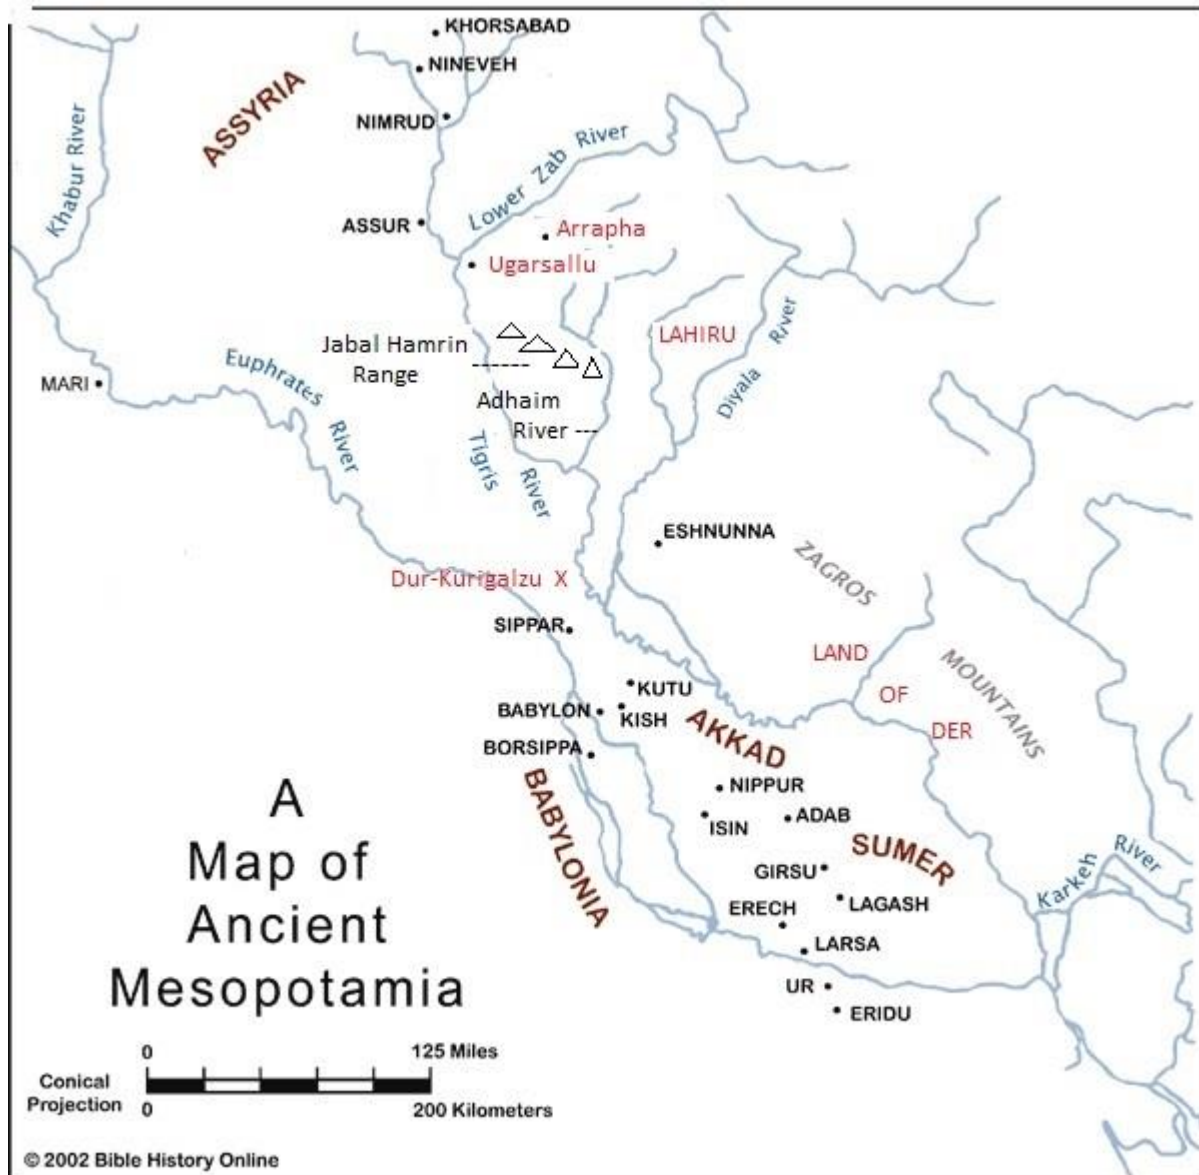 KHORSABAD
NINEVEH
ASSYRIA
NIMRUD
Khabur River
Lower Zab River
ASSUR
Arrapha
Ugarsallu
Jabal Hamrin
Range
LAHIRU
Diyala River
MARI
Euphrates River
Adhaim
River
Tigris River
ESHNUNNA
ZAGROS
MOUNTAINS
Dur-Kurigalzu X
SIPPAR
LAND
OF
DER
KUTU
BABYLON
KISH
AKKAD
BORSIPPA
BABYLONIA
NIPPUR
ISIN
ADAB
SUMER
GIRSU
Karkeh River
LAGASH
ERECH
LARSA
UR
ERIDU
A
Map of
Ancient
Mesopotamia
0 125 Miles
Conical
Projection
0 200 Kilometers
© 2002 Bible History Online